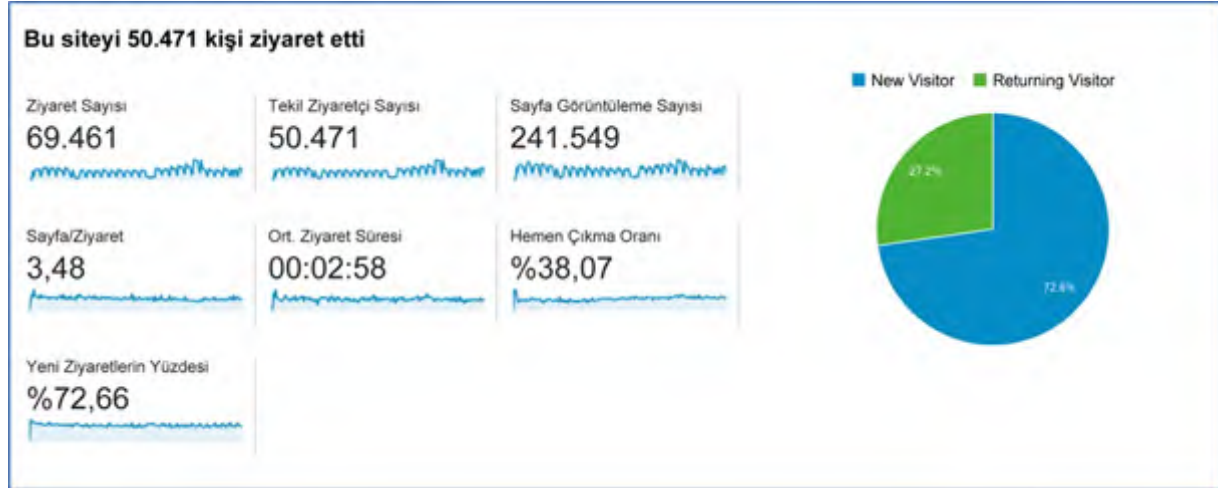 Bu siteyi 50.471 kişi ziyaret etti
New Visitor Returning Visitor
Ziyaret Sayısı
69.461
Tekil Ziyaretçi Sayısı
50.471
Sayfa Görüntüleme Sayısı
241.549
Sayfa/Ziyaret
3,48
Ort. Ziyaret Süresi
00:02:58
Hemen Çıkma Oranı
%38,07
Yeni Ziyaretlerin Yüzdesi
%72,66
27.2%
72.8%